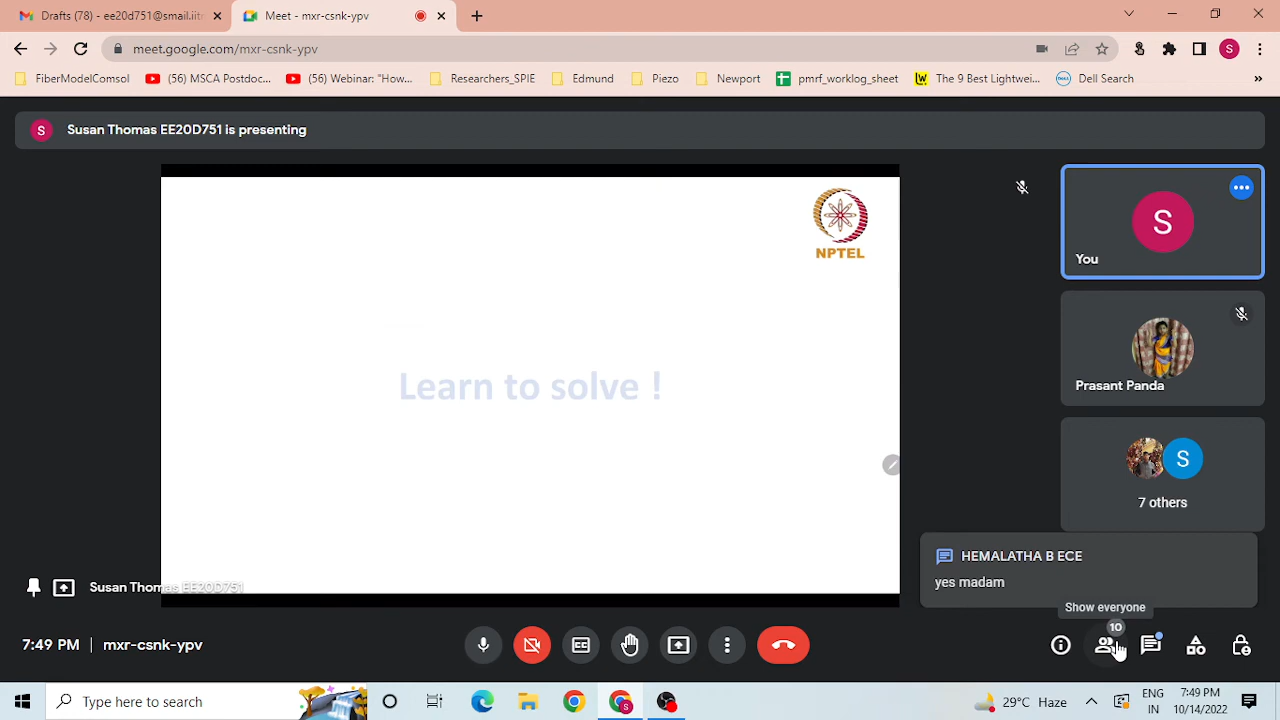 Drafts (78) - ee20d751@smail.iitr
Meet - mxr-csnk-ypv
meet.google.com/mxr-csnk-ypv
FiberModelComsol
(56) MSCA Postdoc...
(56) Webinar: "How...
Researchers_SPIE
Edmund
Piezo
Newport
pmrf_worlog_sheet
The 9 Best Lightwei...
Dell Search
»
S
Susan Thomas EE20D751 is presenting
NPTEL
Learn to solve !
S
You
Prasant Panda
S
7 others
HEMALATHA B ECE
yes madam
Show everyone
10
Susan Thomas EE20D751
7:49 PM | mxr-csnk-ypv
Type here to search
29°C Haze
ENG
IN
7:49 PM
10/14/2022